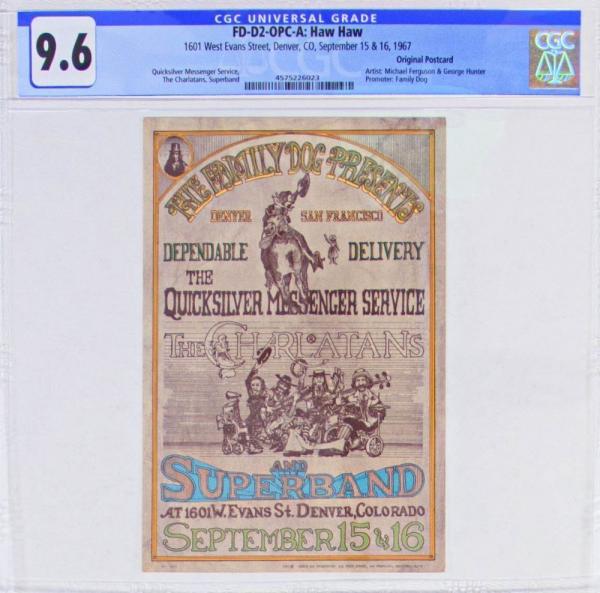 CGC UNIVERSAL GRADE
9.6
FD-D2-OPC-A: Haw Haw
1601 West Evans Street, Denver, CO, September 15 & 16, 1967
Original Postcard
Quicksilver Messenger Service,
The Charlatans, Superband
4575226023
Artist: Michael Ferguson & George Hunter
Promoter: Family Dog
CGC
THE FAMILY DOG PRESENTS
DENVER SAN FRANCISCO
DEPENDABLE DELIVERY
THE
QUICKSILVER MESSENGER SERVICE
THE CHARLATANS
AND
SUPERBAND
AT 1601 W. EVANS ST. DENVER, COLORADO
SEPTEMBER 15 & 16